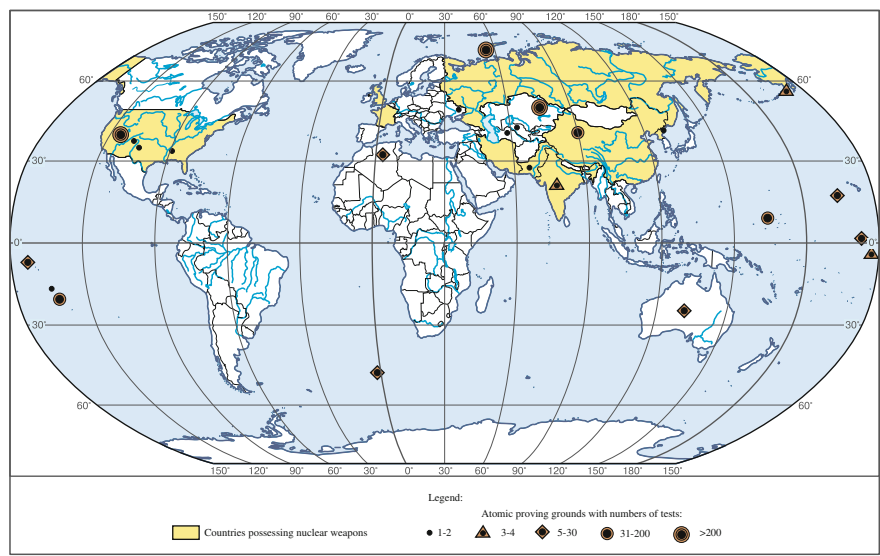 150˚ 120˚ 90˚ 60˚ 30˚ 0˚ 30˚ 60˚ 90˚ 120˚ 150˚ 180˚ 150˚
60˚ 60˚
30˚ 30˚
0˚ 0˚
30˚ 30˚
60˚ 60˚
150˚ 120˚ 90˚ 60˚ 30˚ 0˚ 30˚ 60˚ 90˚ 120˚ 150˚ 180˚ 150˚
Legend:
Atomic proving grounds with numbers of tests:
Countries possessing nuclear weapons 1-2 3-4 5-30 31-200 >200